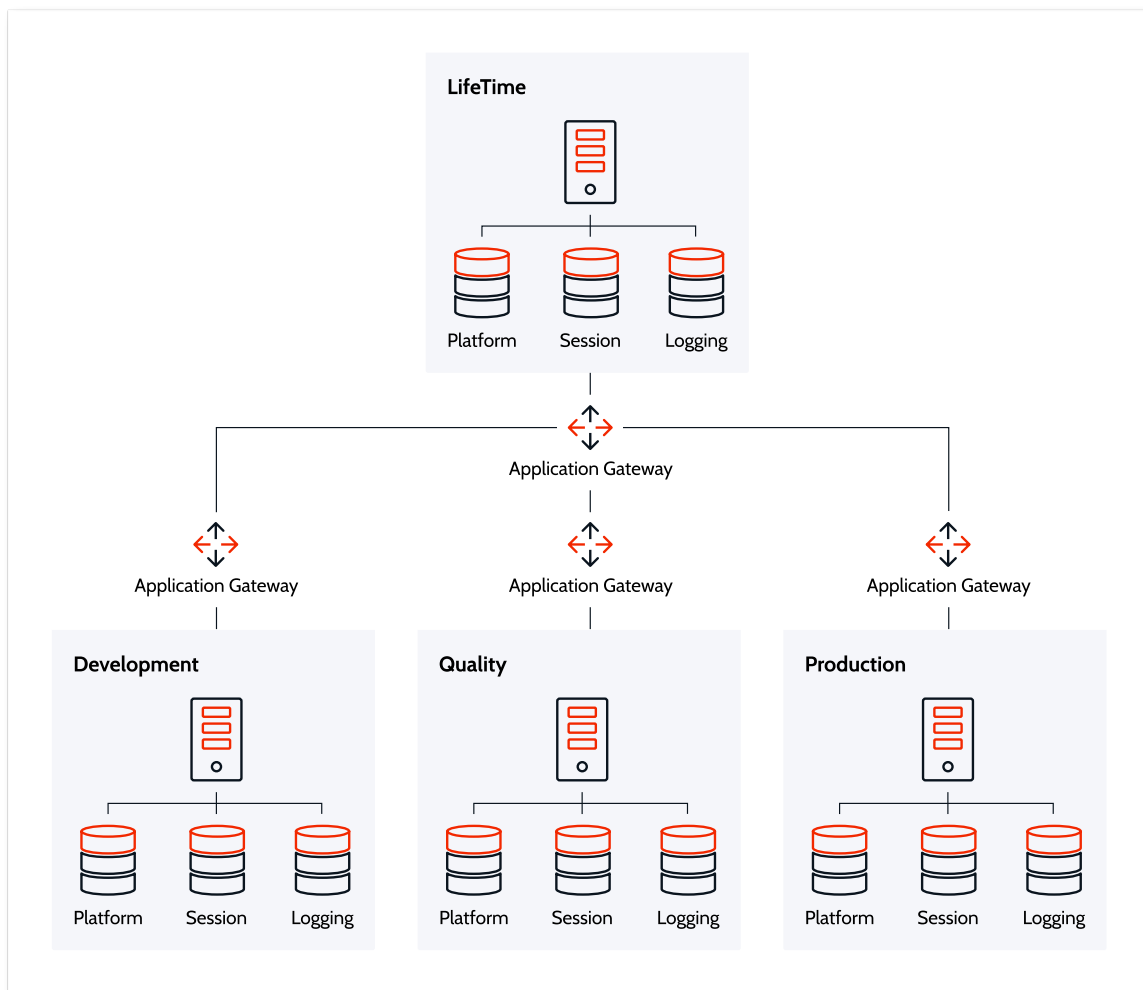 LifeTime
Platform
Session
Logging
Application Gateway
Application Gateway
Application Gateway
Application Gateway
Development
Platform
Session
Logging
Quality
Platform
Session
Logging
Production
Platform
Session
Logging